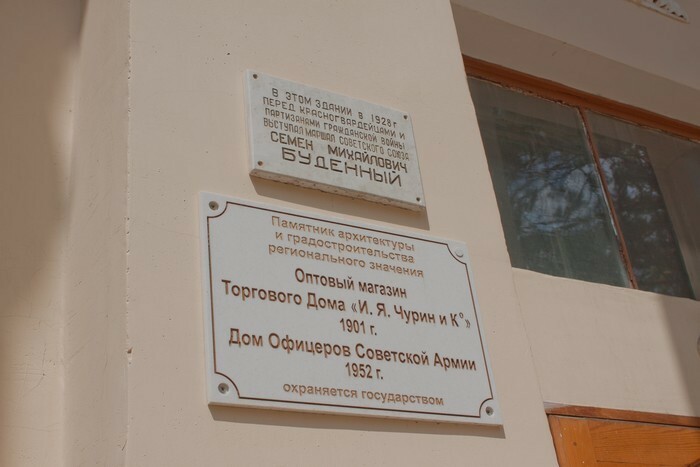 В ЭТОМ ЗДАНИИ В 1928 г
ПЕРЕД КРАСНОГВАРДЕЙЦАМИ И
ПАРТИЗАНАМИ ГРАЖДАНСКОЙ ВОЙНЫ
ВЫСТУПАЛ МАРШАЛ СОВЕТСКОГО СОЮЗА
СЕМЕН МИХАЙЛОВИЧ
БУДЕННЫЙ
Памятник архитектуры
и градостроительства
регионального значения
Оптовый магазин
Торгового Дома «И. Я. Чурин и К°»
1901 г.
Дом Офицеров Советской Армии
1952 г.
охраняется государством